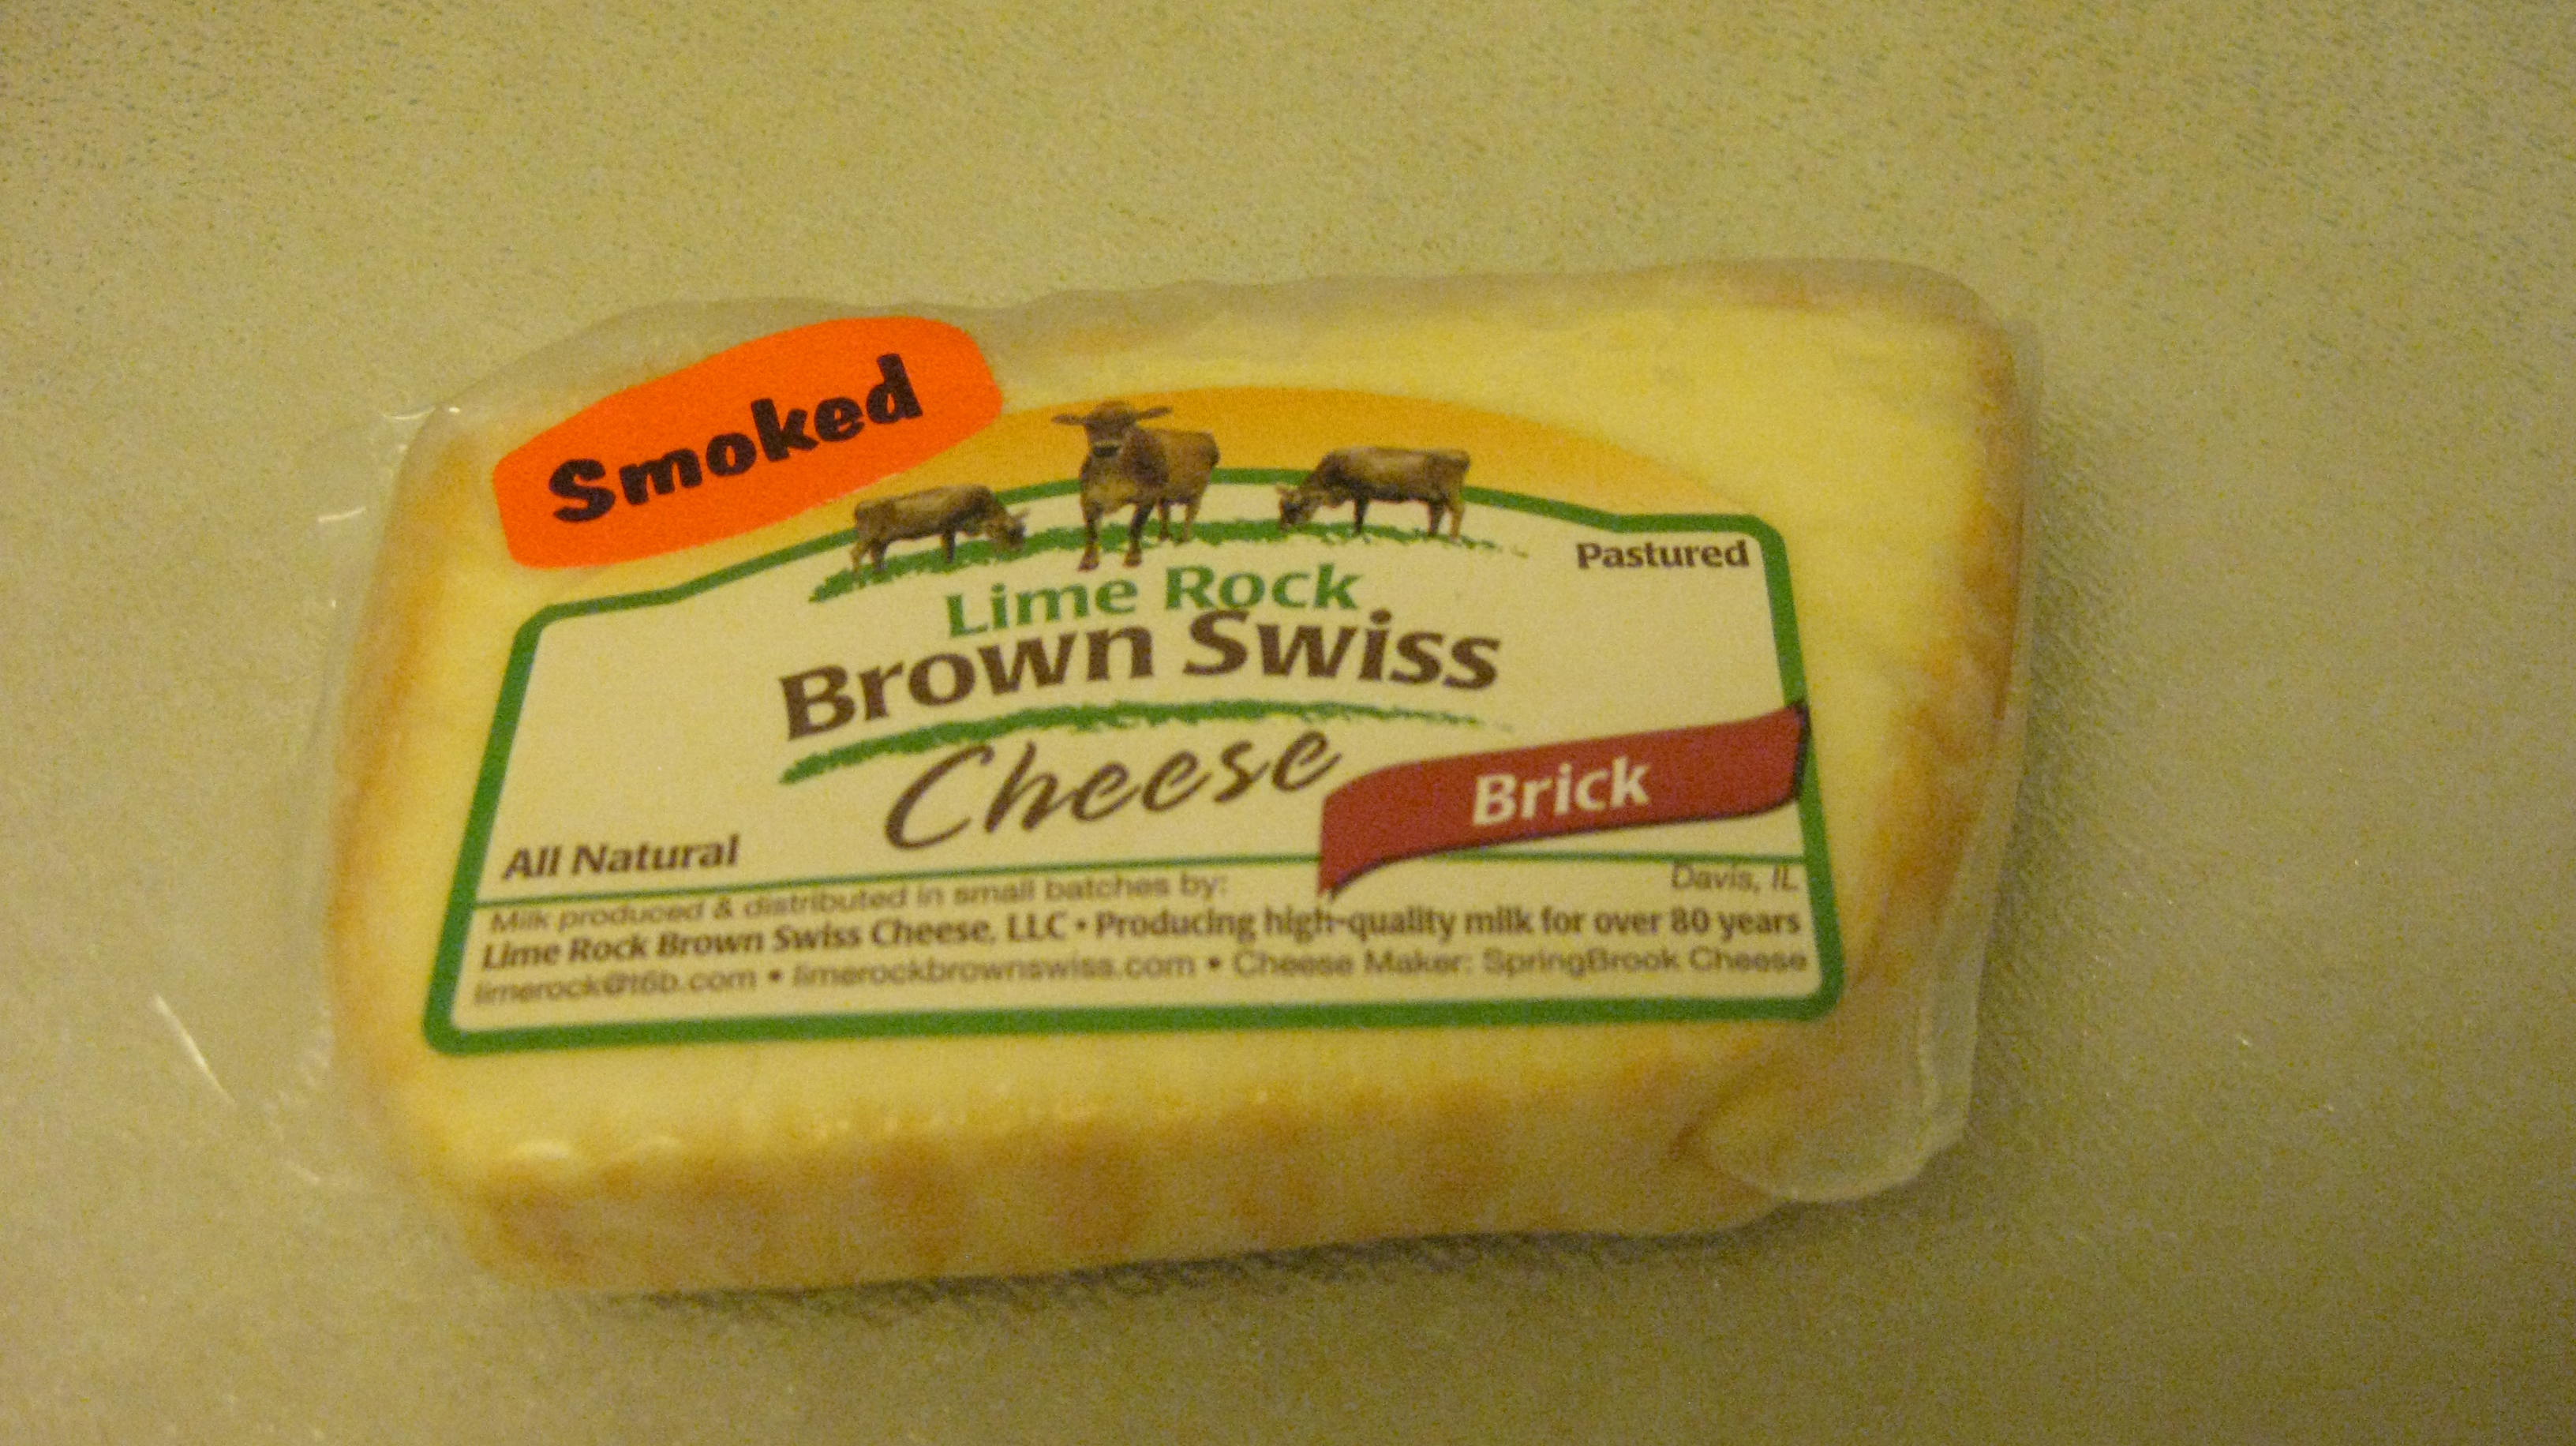 Smoked
Pastured
Lime Rock
Brown Swiss
Cheese
Brick
All Natural
Davis, IL
Milk produced & distributed in small batches by:
Lime Rock Brown Swiss Cheese, LLC • Producing high-quality milk for over 80 years
limerock@t6b.com • limerockbrownswiss.com • Cheese Maker: SpringBrook Cheese